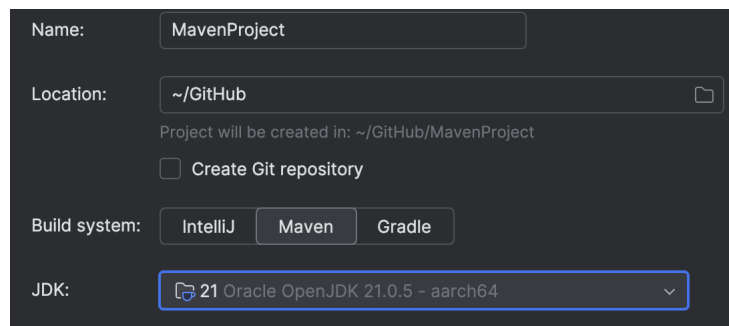 Name: MavenProject
Location: ~/GitHub
Project will be created in: ~/GitHub/MavenProject
Create Git repository
Build system: IntelliJ Maven Gradle
JDK: 21 Oracle OpenJDK 21.0.5 - aarch64